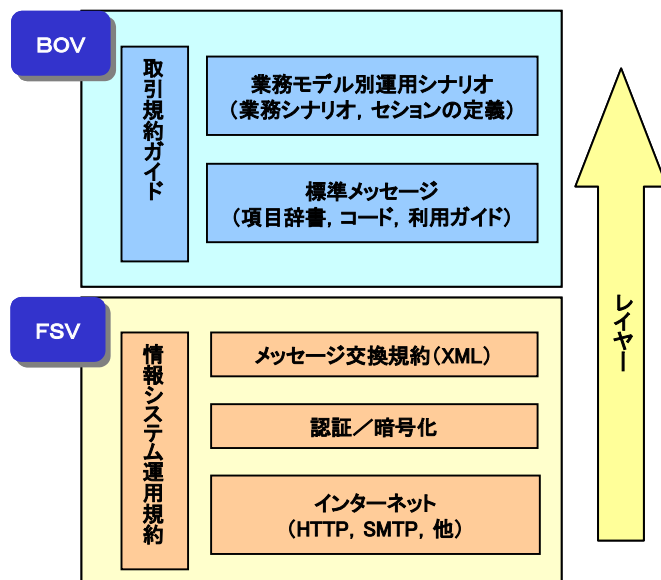 BOV
取引規約ガイド
業務モデル別運用シナリオ
(業務シナリオ, セションの定義)
標準メッセージ
(項目辞書, コード, 利用ガイド)
レイヤー
FSV
情報システム運用規約
メッセージ交換規約(XML)
認証/暗号化
インターネット
(HTTP, SMTP, 他)